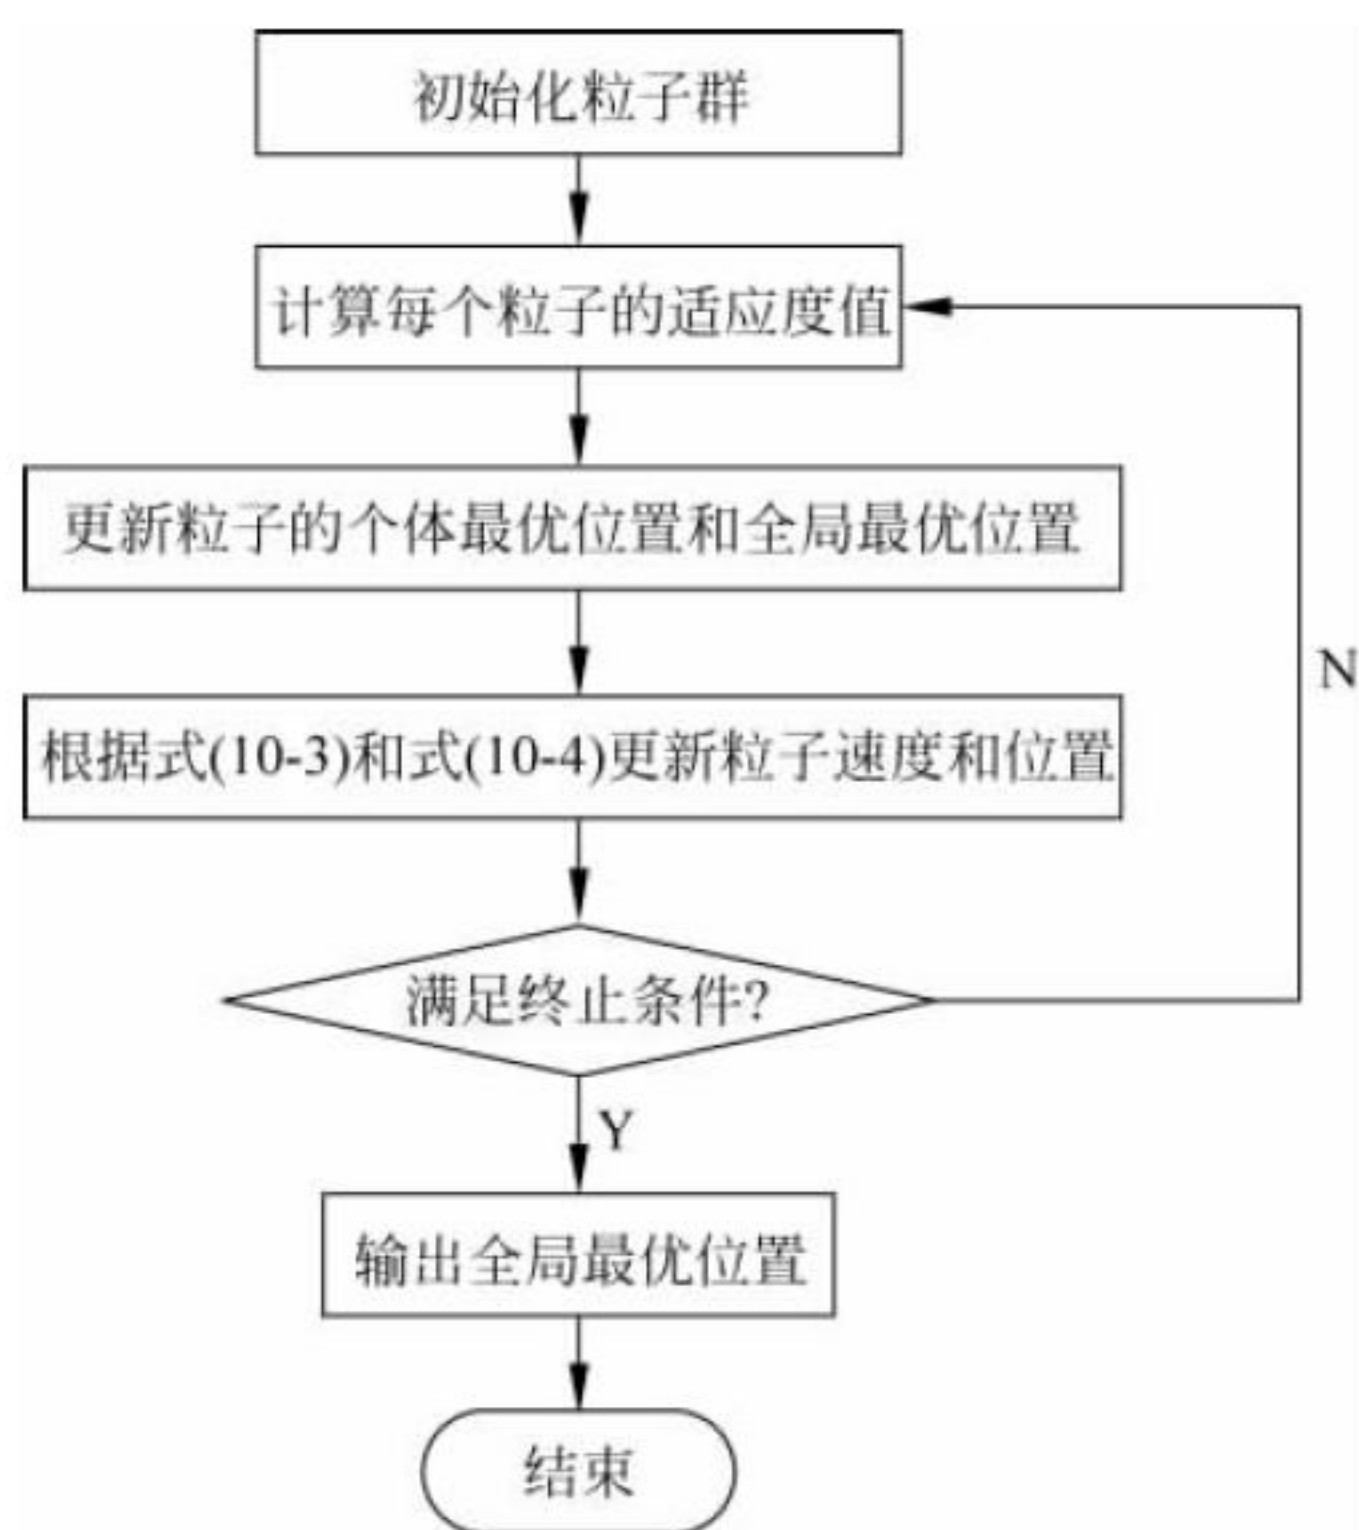 初始化粒子群
计算每个粒子的适应度值
更新粒子的个体最优位置和全局最优位置
N
根据式(10-3)和式(10-4)更新粒子速度和位置
满足终止条件?
Y
输出全局最优位置
结束